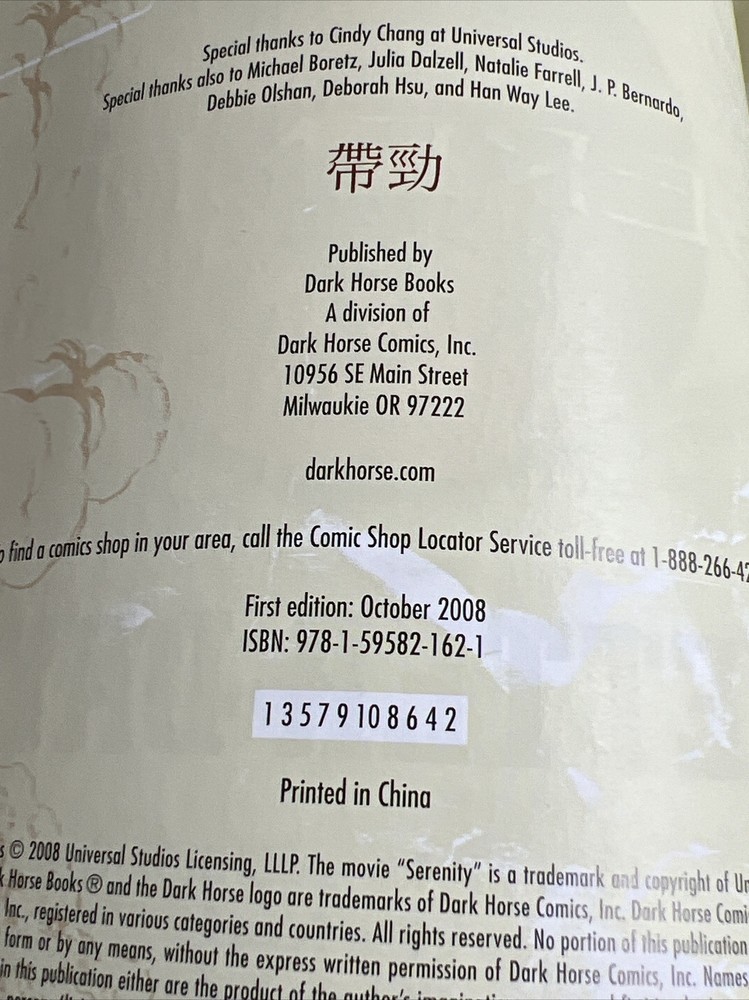 Special thanks to Cindy Chang at Universal Studios.
Special thanks also to Michael Boretz, Julia Dalzell, Natalie Farrell, J. P. Bernardo,
Debbie Olshan, Deborah Hsu, and Han Way Lee.
帶勁
Published by
Dark Horse Books
A division of
Dark Horse Comics, Inc.
10956 SE Main Street
Milwaukie OR 97222
darkhorse.com
find a comics shop in your area, call the Comic Shop Locator Service toll-free at 1-888-266-42
First edition: October 2008
ISBN: 978-1-59582-162-1
1 3 5 7 9 10 8 6 4 2
Printed in China
© 2008 Universal Studios Licensing, LLLP. The movie “Serenity” is a trademark and copyright of
Horse Books ® and the Dark Horse logo are trademarks of Dark Horse Comics, Inc. Dark Horse
Inc., registered in various categories and countries. All rights reserved. No portion of this publication
form or by any means, without the express written permission of Dark Horse Comics, Inc. Names
in this publication either are the product of the author’s